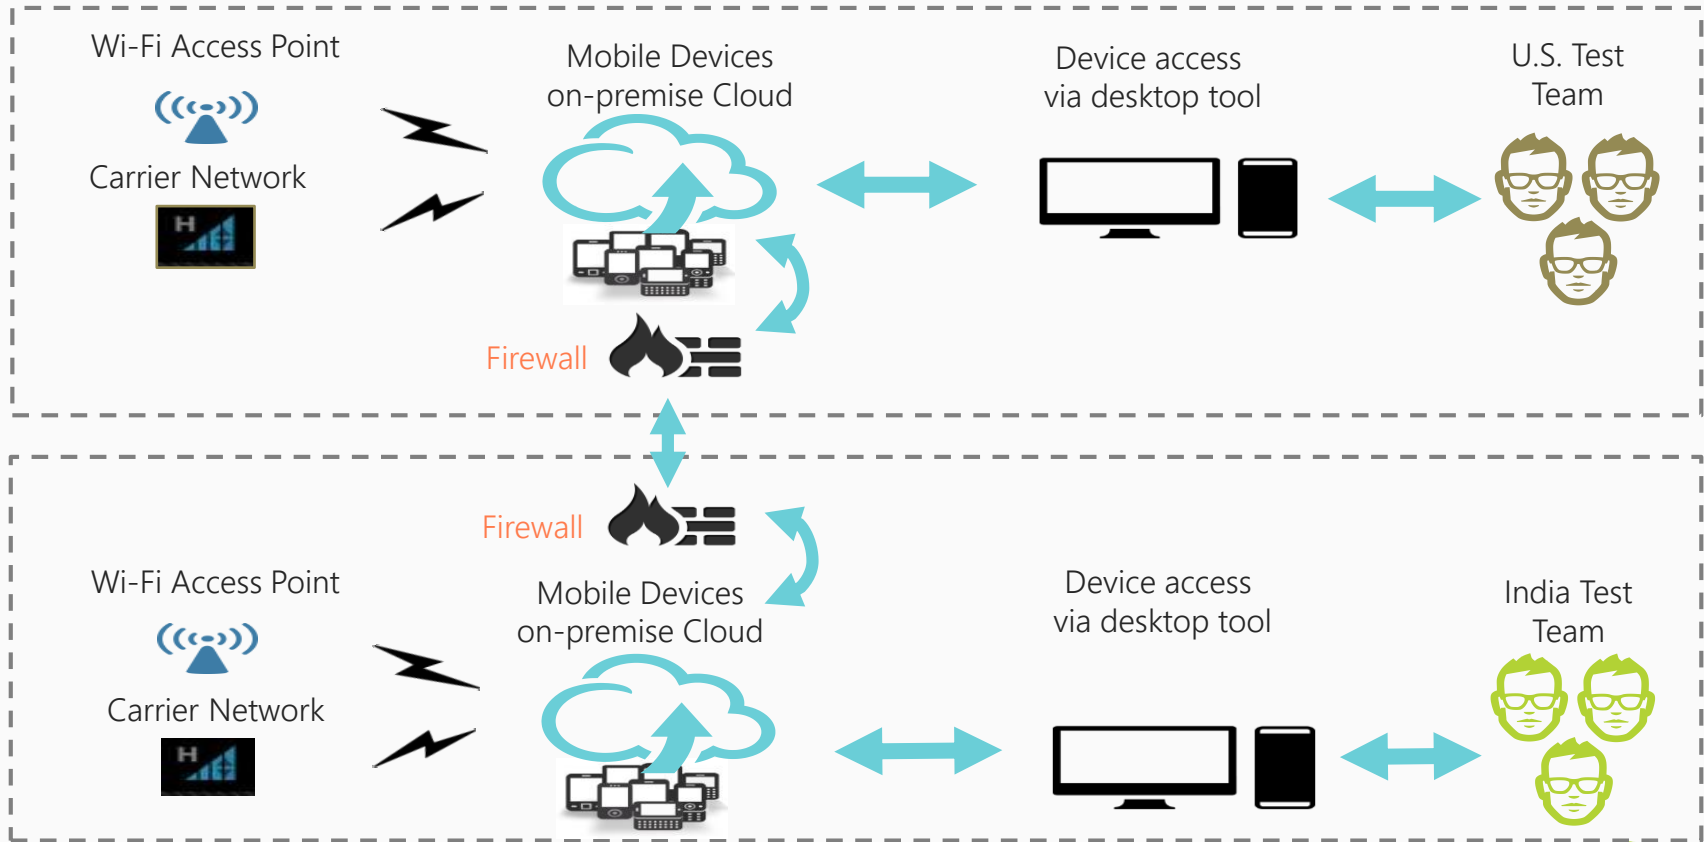 Wi-Fi Access Point
Carrier Network
H
Mobile Devices
on-premise Cloud
Device access
via desktop tool
U.S. Test
Team
Firewall
Firewall
Wi-Fi Access Point
Carrier Network
H
Mobile Devices
on-premise Cloud
Device access
via desktop tool
India Test
Team